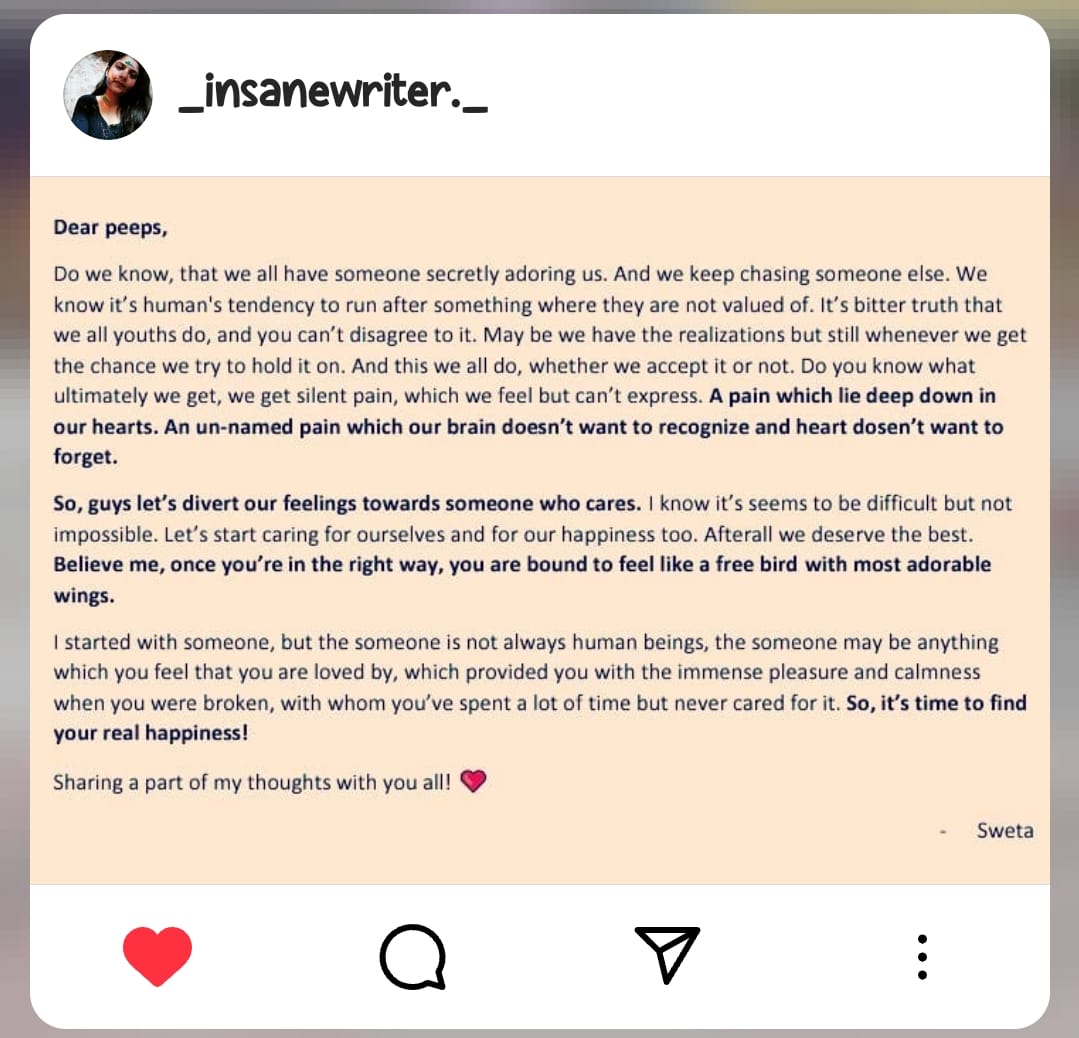 _insanewriter._
Dear peeps,
Do we know, that we all have someone secretly adoring us. And we keep chasing someone else. We
know it's human's tendency to run after something where they are not valued of. It's bitter truth that
we all youths do, and you can't disagree to it. May be we have the realizations but still whenever we get
the chance we try to hold it on. And this we all do, whether we accept it or not. Do you know what
ultimately we get, we get silent pain, which we feel but can't express. A pain which lie deep down in
our hearts. An un-named pain which our brain doesn't want to recognize and heart dosen't want to
forget.
So, guys let's divert our feelings towards someone who cares. I know it's seems to be difficult but not
impossible. Let's start caring for ourselves and for our happiness too. Afterall we deserve the best.
Believe me, once you're in the right way, you are bound to feel like a free bird with most adorable
wings.
I started with someone, but the someone is not always human beings, the someone may be anything
which you feel that you are loved by, which provided you with the immense pleasure and calmness
when you were broken, with whom you've spent a lot of time but never cared for it. So, it's time to find
your real happiness!
Sharing a part of my thoughts with you all! 💗
- Sweta